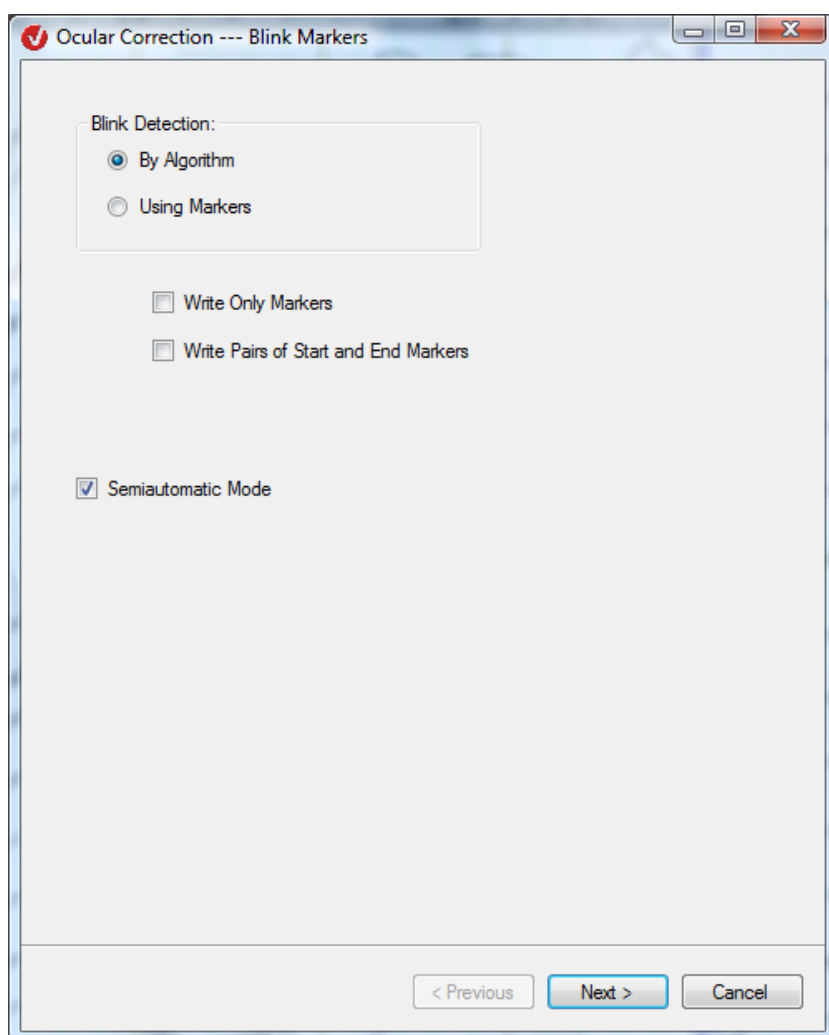 Ocular Correction --- Blink Markers
Blink Detection:
By Algorithm
Using Markers
Write Only Markers
Write Pairs of Start and End Markers
Semiautomatic Mode
< Previous
Next >
Cancel